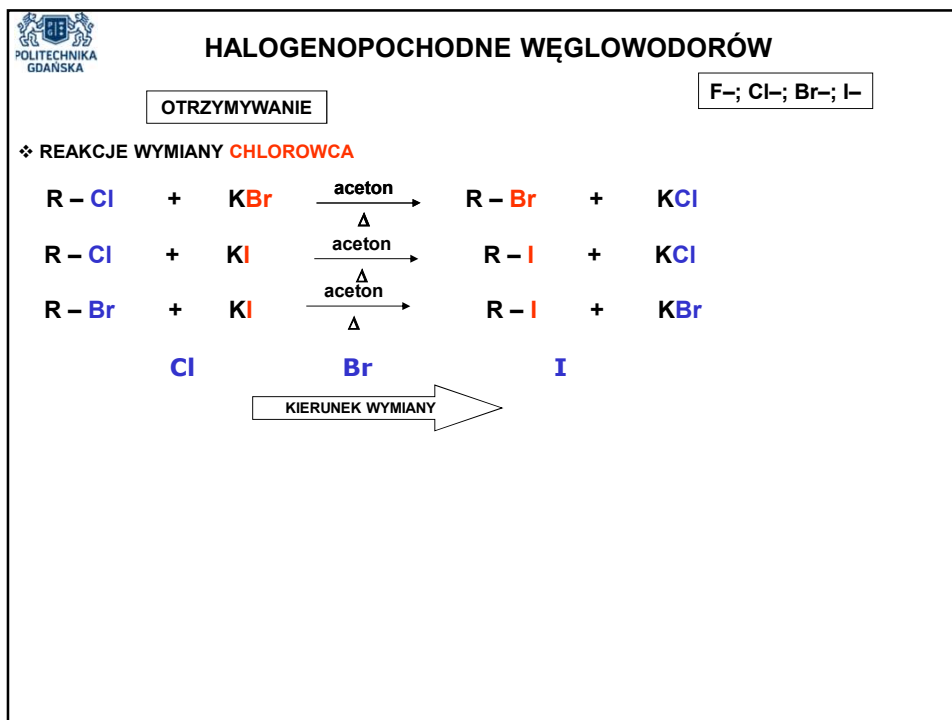 POLITECHNIKA
GDAŃSKA
HALOGENOPOCHODNE WĘGLOWODORÓW
F–; Cl–; Br–; I–
OTRZYMYWANIE
❖ REAKCJE WYMIANY CHLOROWCA
R – Cl + KBr aceton Δ R – Br + KCl
R – Cl + KI aceton Δ R – I + KCl
R – Br + KI aceton Δ R – I + KBr
Cl Br I
KIERUNEK WYMIANY